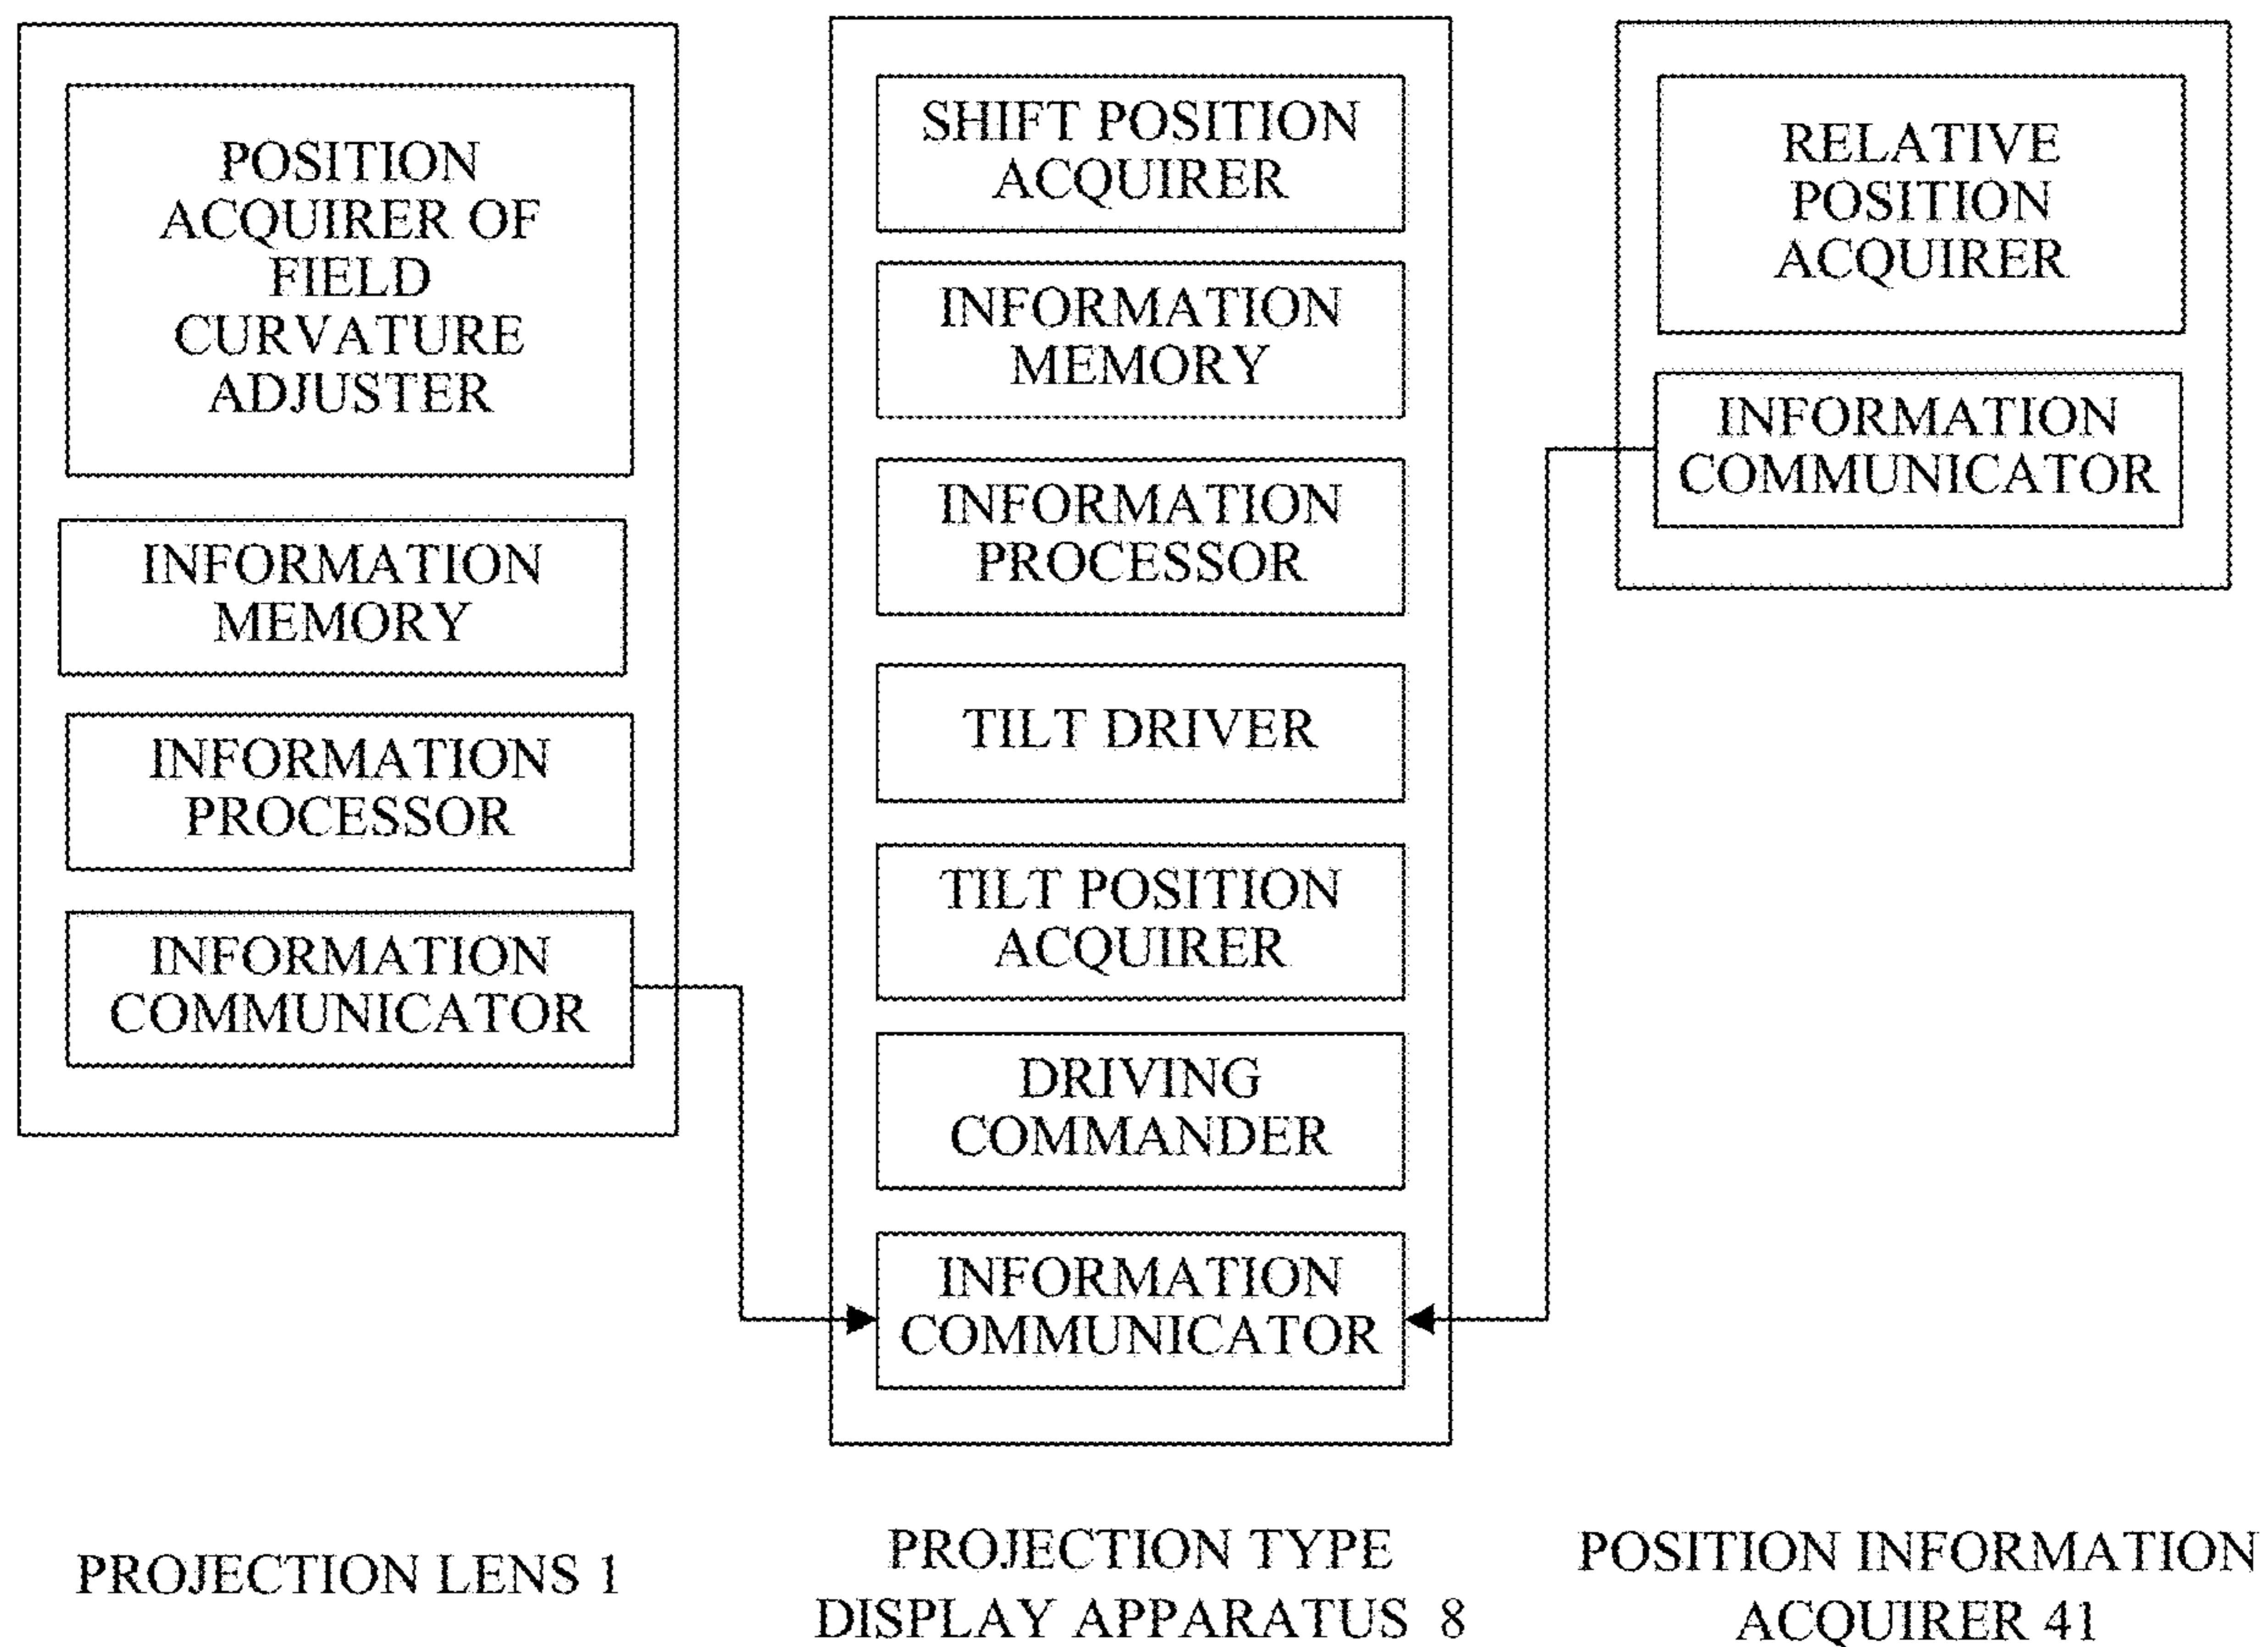 POSITION
ACQUIRER OF
FIELD
CURVATURE
ADJUSTER
INFORMATION
MEMORY
INFORMATION
PROCESSOR
INFORMATION
COMMUNICATOR
PROJECTION LENS 1
SHIFT POSITION
ACQUIRER
INFORMATION
MEMORY
INFORMATION
PROCESSOR
TILT DRIVER
TILT POSITION
ACQUIRER
DRIVING
COMMANDER
INFORMATION
COMMUNICATOR
PROJECTION TYPE
DISPLAY APPARATUS 8
RELATIVE
POSITION
ACQUIRER
INFORMATION
COMMUNICATOR
POSITION INFORMATION
ACQUIRER 41